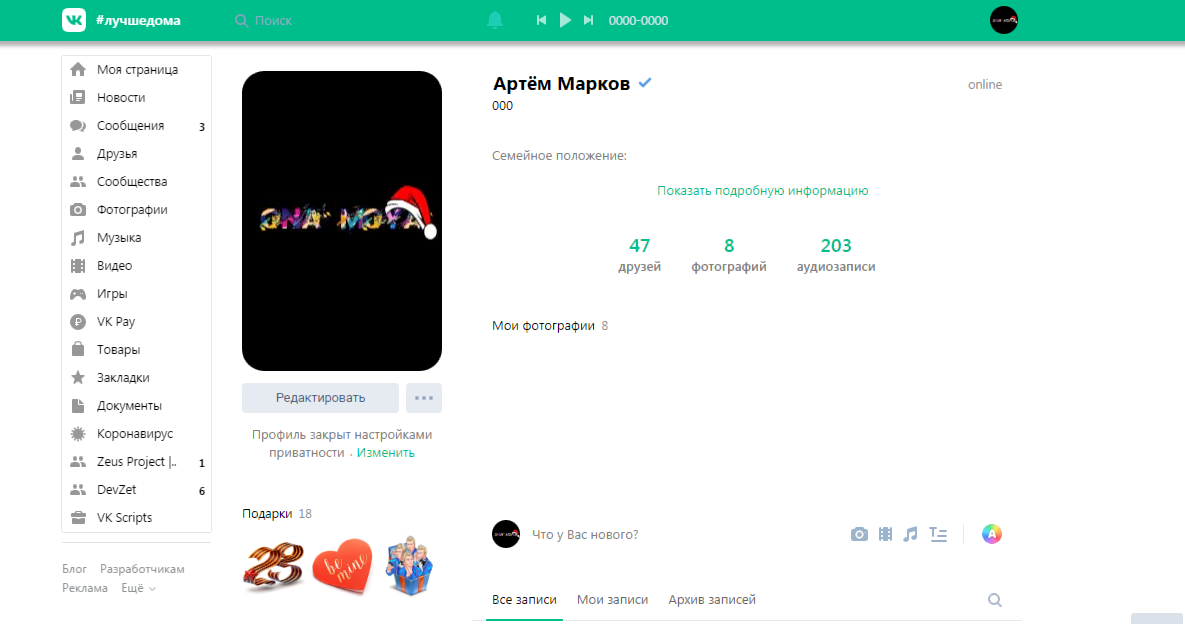 #лучшедома
Поиск
0000-0000
Моя страница
Новости
Сообщения 3
Друзья
Сообщества
Фотографии
Музыка
Видео
Игры
VK Pay
Товары
Закладки
Документы
Коронавирус
Zeus Project |.. 1
DevZet 6
VK Scripts
Блог Разработчикам
Реклама Ещё
Редактировать
Профиль закрыт настройками
приватности · Изменить
Подарки 18
23
be
mine
Артём Марков
online
000
Семейное положение:
Показать подробную информацию
47 8 203
друзей фотографий аудиозаписи
Мои фотографии 8
Что у Вас нового?
Все записи Мои записи Архив записей